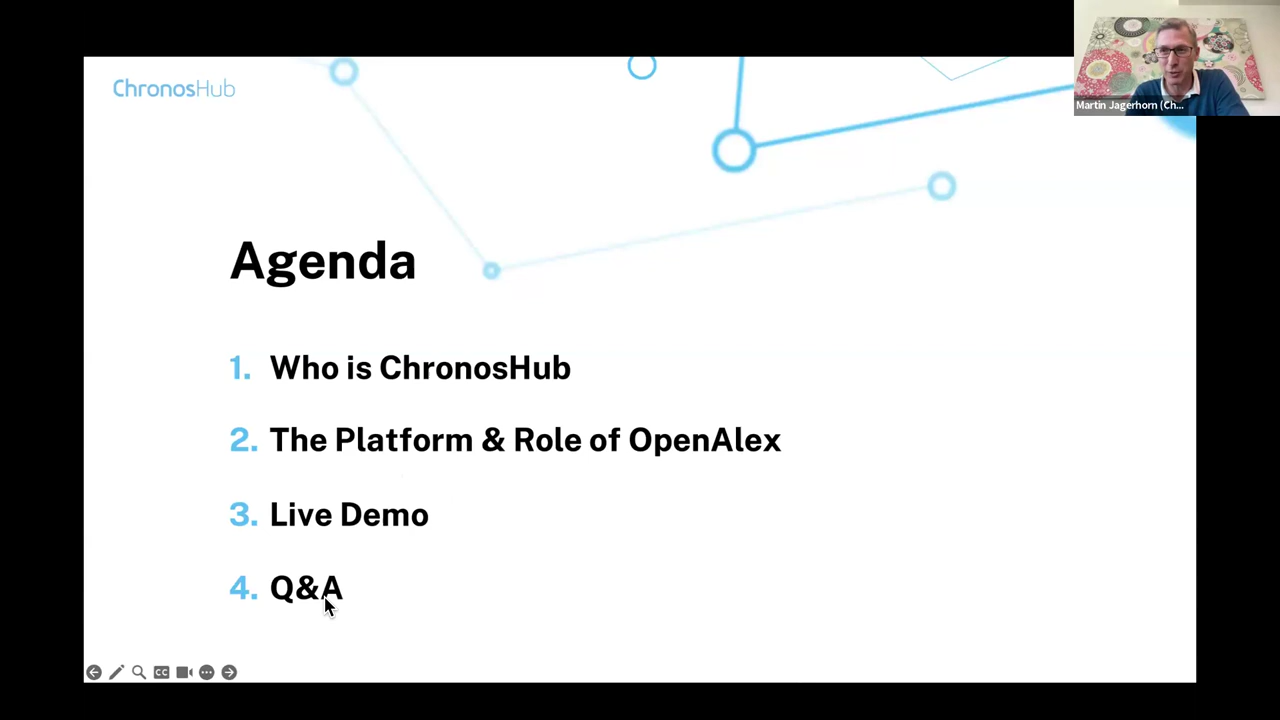 ChronosHub
Martin Jagerhorn (Ch...
Agenda
1. Who is ChronosHub
2. The Platform & Role of OpenAlex
3. Live Demo
4. Q&A
CC